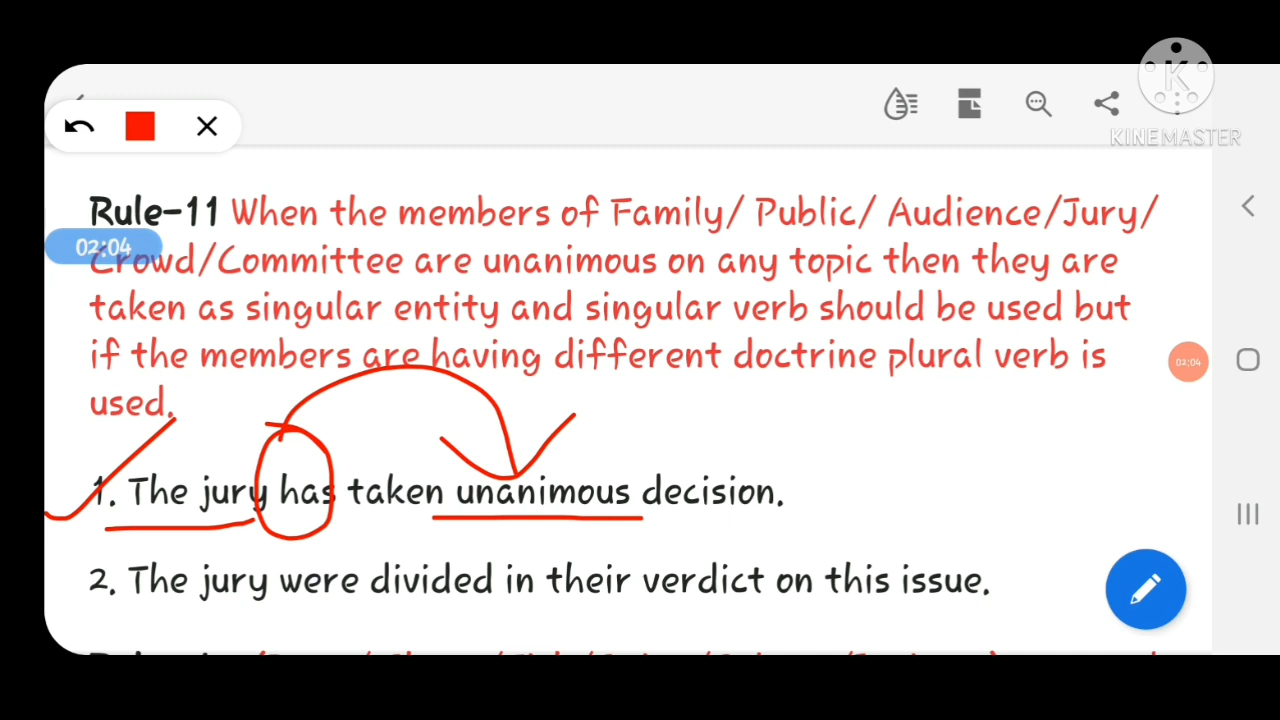 KINEMASTER
Rule-11 When the members of Family/ Public/ Audience/Jury/
02:04
Crowd/Committee are unanimous on any topic then they are
taken as singular entity and singular verb should be used but
if the members are having different doctrine plural verb is
02:04
used.
1. The jury has taken unanimous decision.
2. The jury were divided in their verdict on this issue.